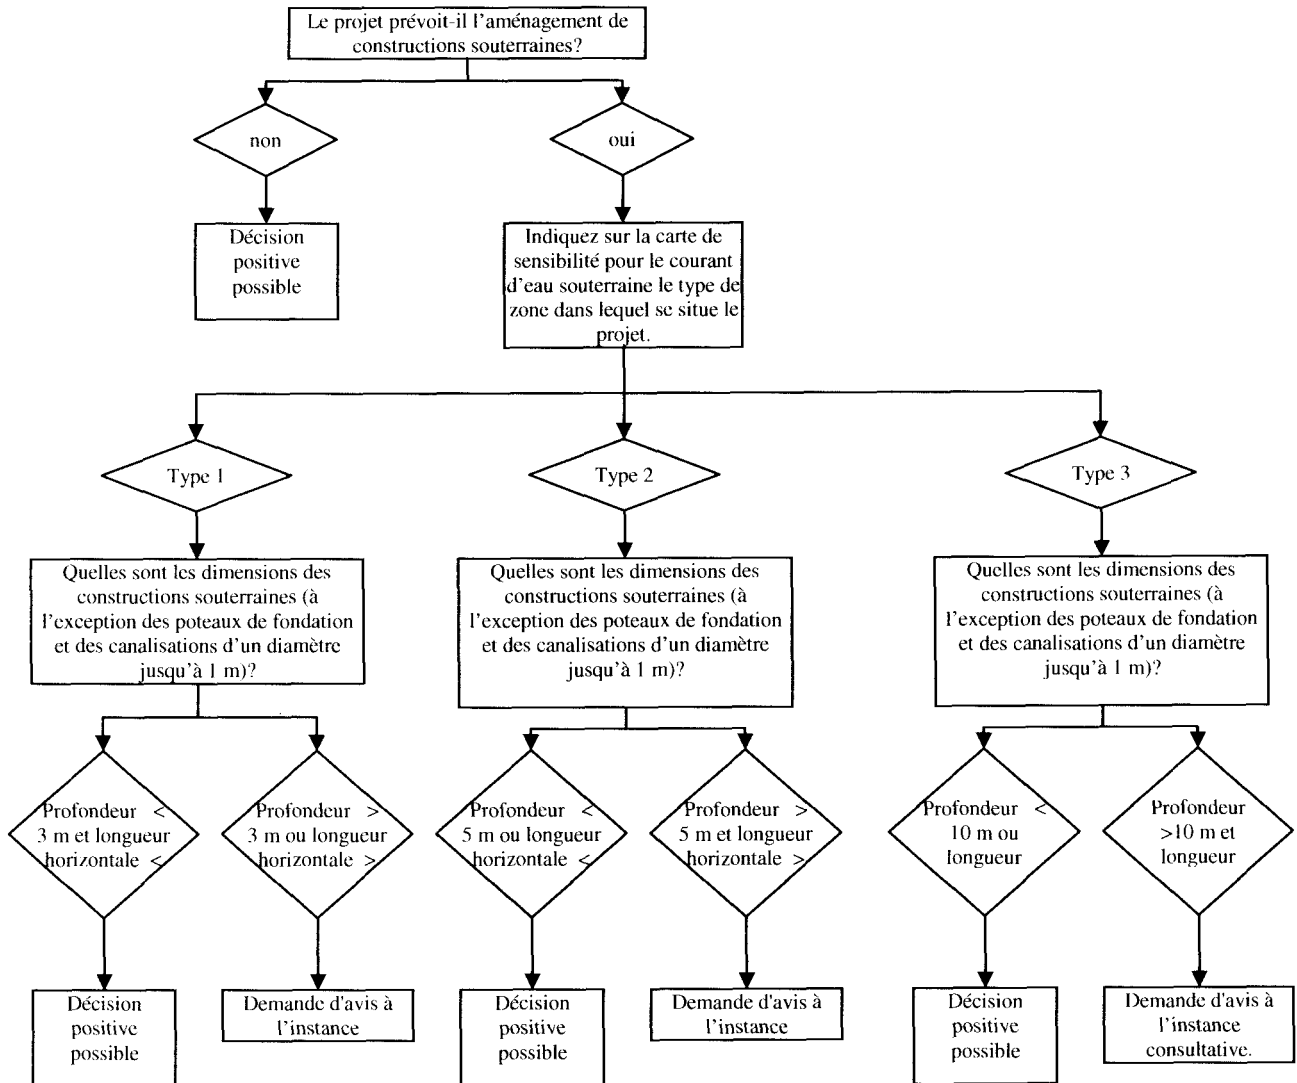 Le projet prévoit-il l'aménagement de
constructions souterraines?
non
oui
Décision
positive
possible
Indiquez sur la carte de
sensibilité pour le courant
d'eau souterraine le type de
zone dans lequel se situe le
projet.
Type 1
Type 2
Type 3
Quelles sont les dimensions des
constructions souterraines (à
l'exception des poteaux de fondation
et des canalisations d'un diamètre
jusqu'à 1 m)?
Quelles sont les dimensions des
constructions souterraines (à
l'exception des poteaux de fondation
et des canalisations d'un diamètre
jusqu'à 1 m)?
Quelles sont les dimensions des
constructions souterraines (à
l'exception des poteaux de fondation
et des canalisations d'un diamètre
jusqu'à 1 m)?
Profondeur <
3 m et longueur
horizontale <
Profondeur >
3 m ou longueur
horizontale >
Profondeur <
5 m ou longueur
horizontale <
Profondeur >
5 m et longueur
horizontale >
Profondeur <
10 m ou
longueur
Profondeur
>10 m et
longueur
Décision
positive
possible
Demande d'avis à
l'instance
Décision
positive
possible
Demande d'avis à
l'instance
Décision
positive
possible
Demande d'avis à
l'instance
consultative.